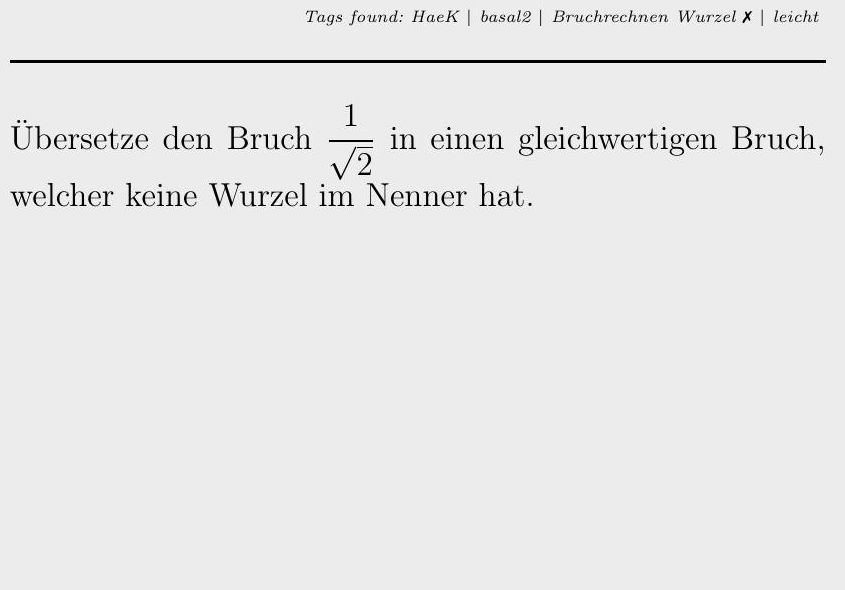 Tags found: HaeK | basal2 | Bruchrechnen Wurzel ✗ | leicht
Übersetze den Bruch $\frac{1}{\sqrt{2}}$ in einen gleichwertigen Bruch,
welcher keine Wurzel im Nenner hat.